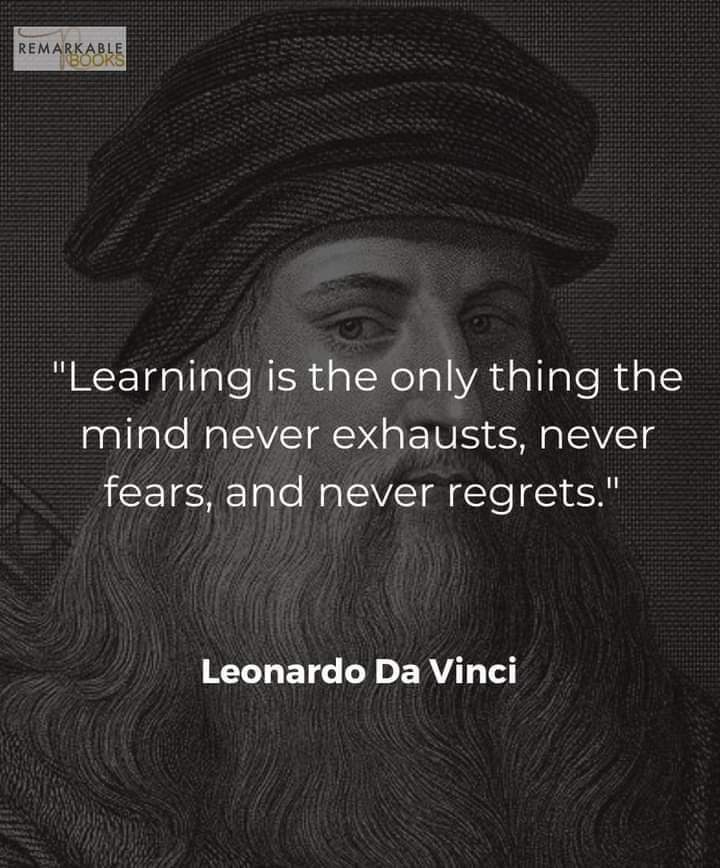 REMARKABLE
BOOKS
"Learning is the only thing the
mind never exhausts, never
fears, and never regrets."
Leonardo Da Vinci